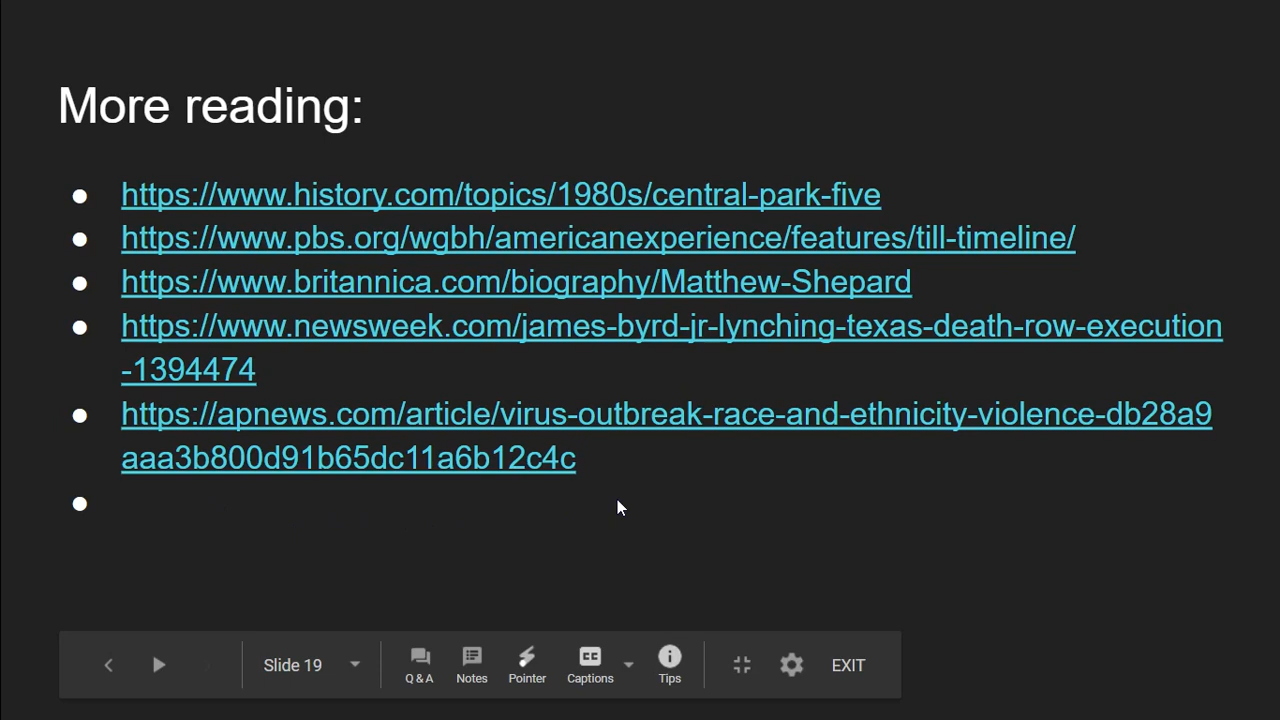 More reading:
● https://www.history.com/topics/1980s/central-park-five
● https://www.pbs.org/wgbh/americanexperience/features/till-timeline/
● https://www.britannica.com/biography/Matthew-Shepard
● https://www.newsweek.com/james-byrd-jr-lynching-texas-death-row-execution
-1394474
● https://apnews.com/article/virus-outbreak-race-and-ethnicity-violence-db28a9
aaa3b800d91b65dc11a6b12c4c
●
Slide 19 Q & A Notes Pointer CC Captions Tips EXIT